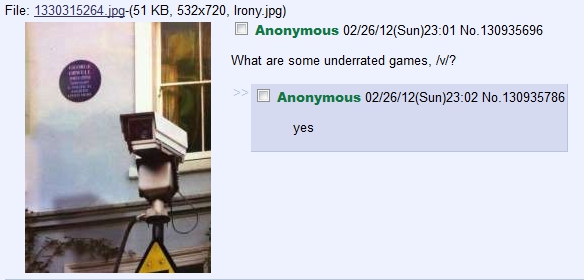 File: 1330315264.jpg-(51 KB, 532x720, Irony.jpg)
Anonymous 02/26/12(Sun)23:01 No.130935696
What are some underrated games, /v/?
>> Anonymous 02/26/12(Sun)23:02 No.130935786
yes
GEORGE
ORWELL